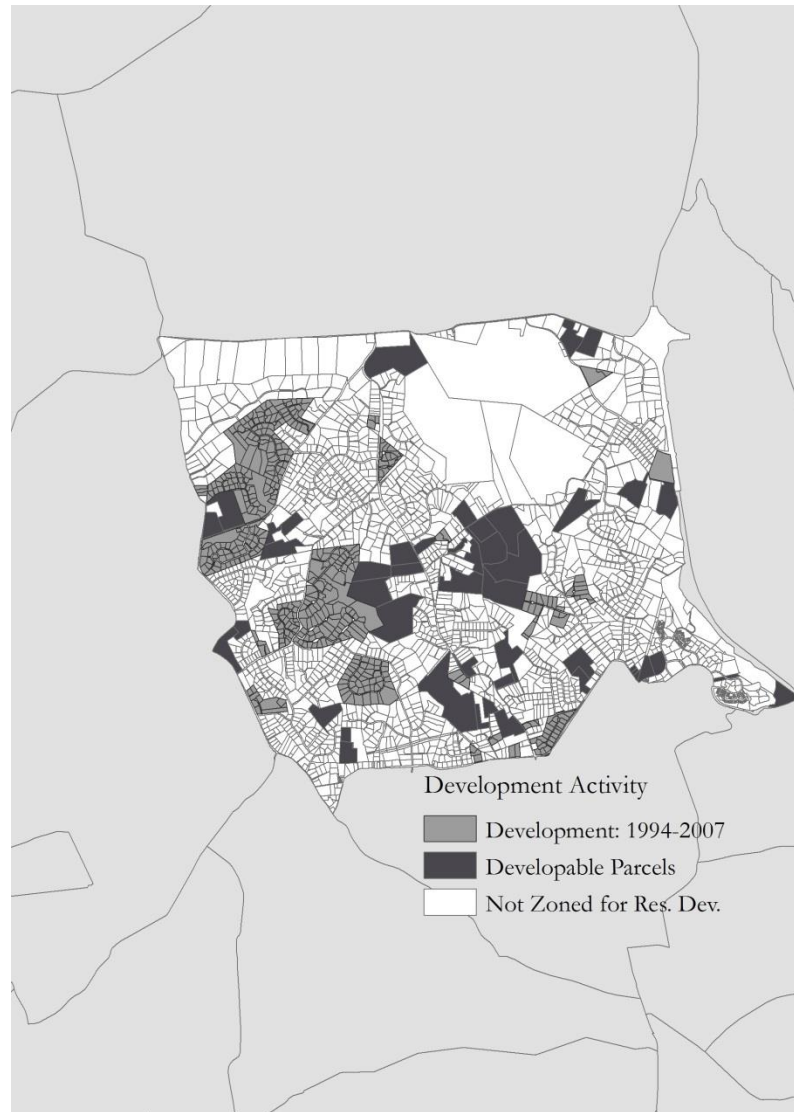 Development Activity
Development: 1994-2007
Developable Parcels
Not Zoned for Res. Dev.